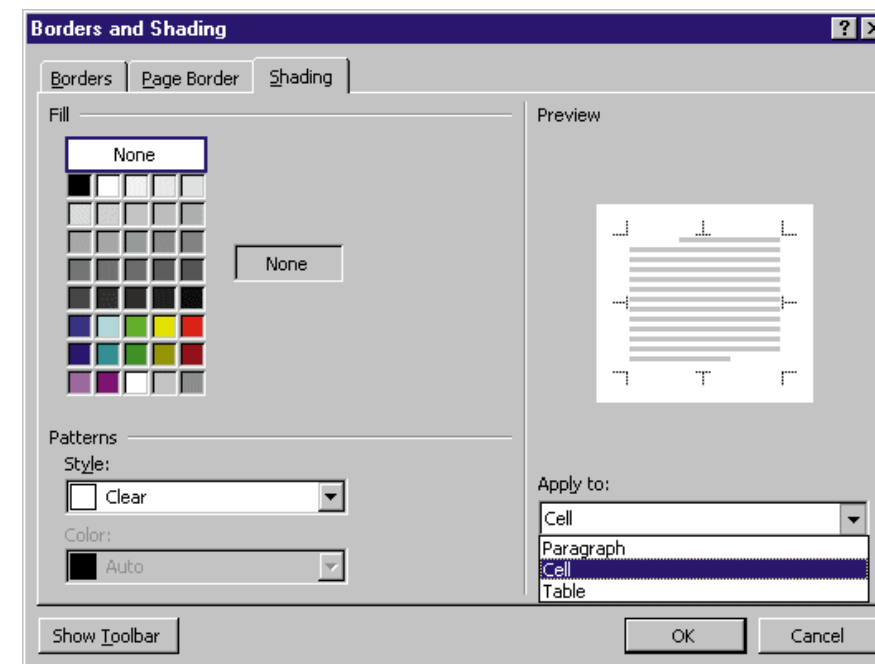 Borders and Shading
Borders
Page Border
Shading
Fill
None
None
Patterns
Style:
Clear
Color:
Auto
Preview
Apply to:
Cell
Paragraph
Cell
Table
Show Toolbar
OK
Cancel